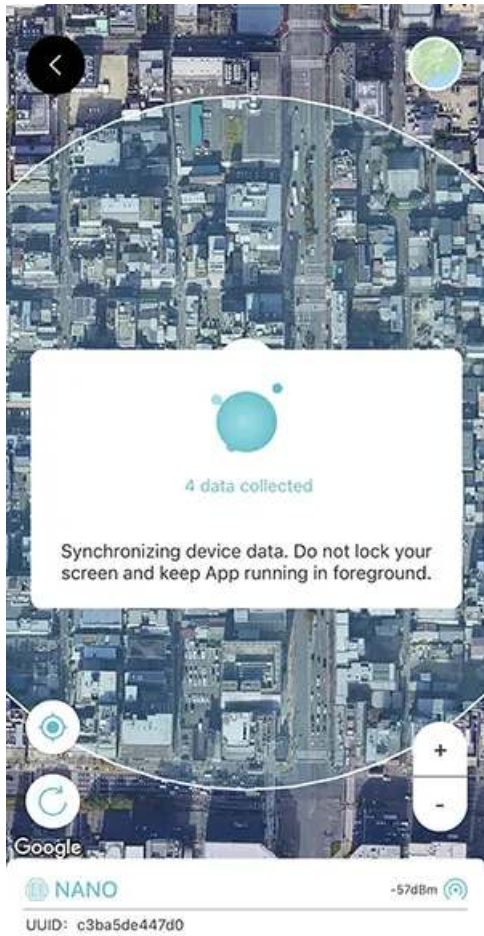 4 data collected
Synchronizing device data. Do not lock your
screen and keep App running in foreground.
+
-
Google
NANO
-57dBm
UUID: c3ba5de447d0